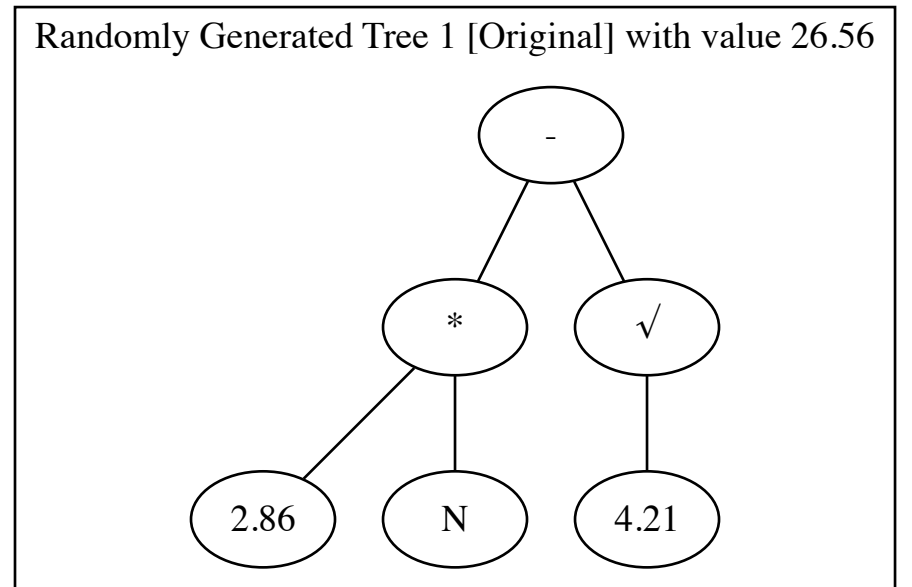 Randomly Generated Tree 1 [Original] with value 26.56
-
* √
2.86 N 4.21